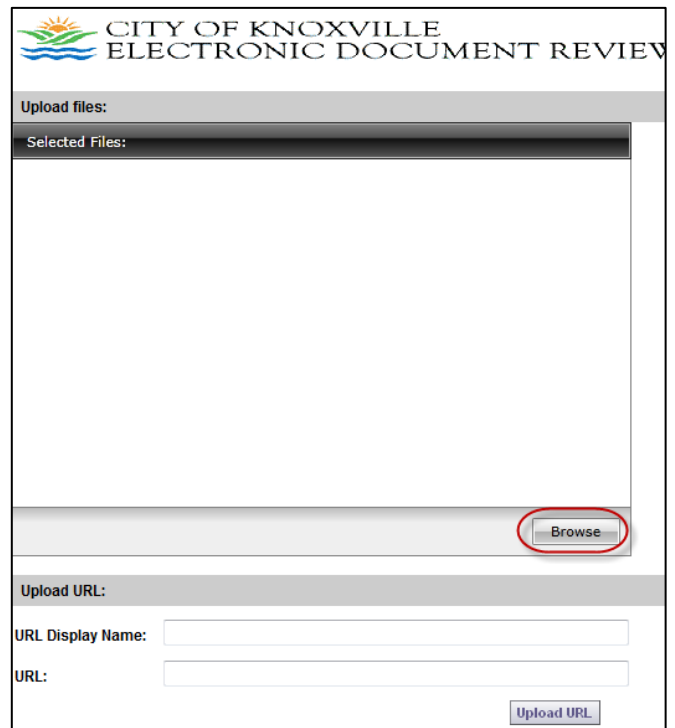 CITY OF KNOXVILLE
ELECTRONIC DOCUMENT REVIEW
Upload files:
Selected Files:
Browse
Upload URL:
URL Display Name:
URL:
Upload URL